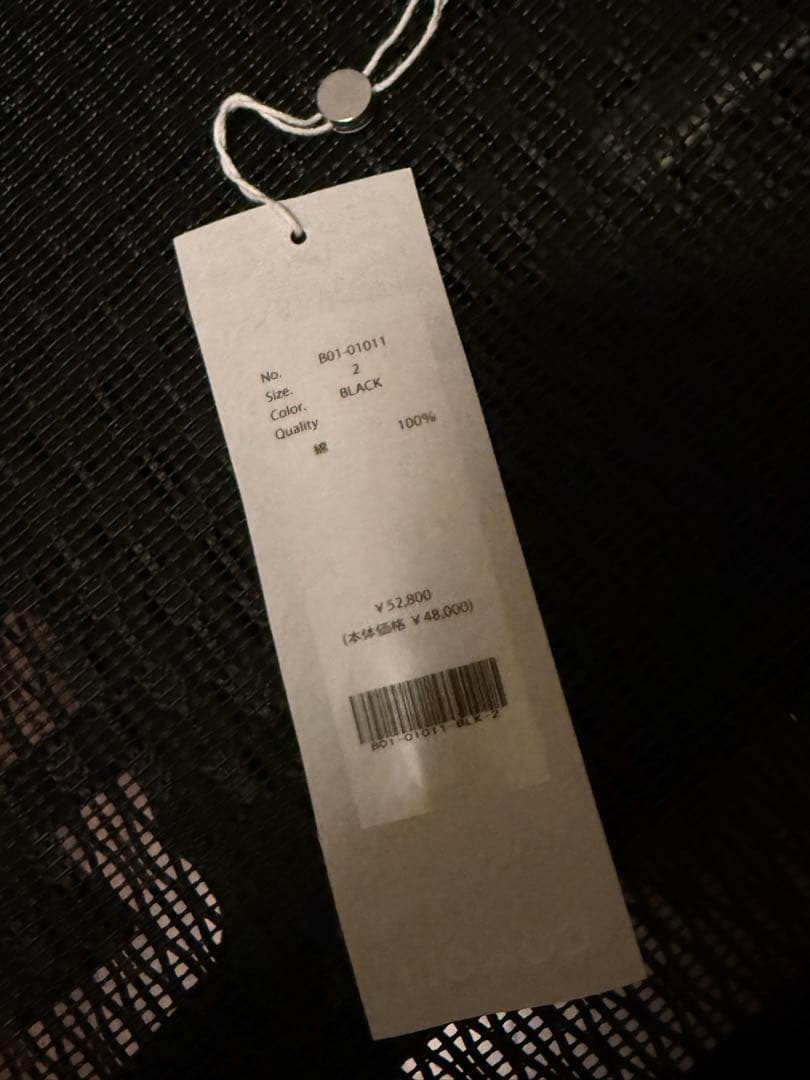 No. B01-01011
Size. 2
Color. BLACK
Quality
綿 100%
¥52,800
(本体価格 ¥48,000)
B01-01011-BLK-2